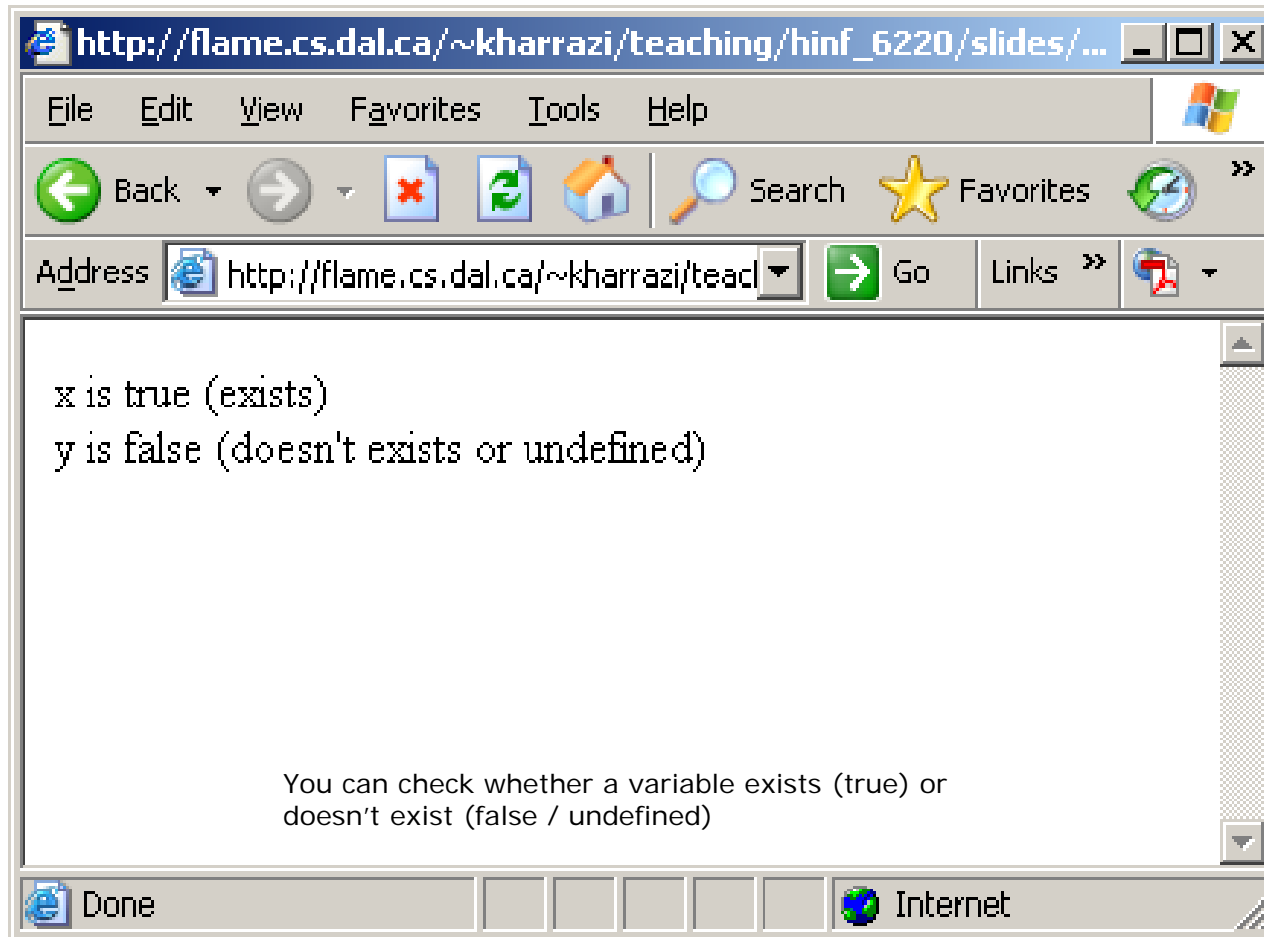 http://flame.cs.dal.ca/~kharrazi/teaching/hinf_6220/slides/...
File Edit View Favorites Tools Help
Back Search Favorites »
Address http://flame.cs.dal.ca/~kharrazi/teacl Go Links »
x is true (exists)
y is false (doesn't exists or undefined)
You can check whether a variable exists (true) or
doesn’t exist (false / undefined)
Done Internet